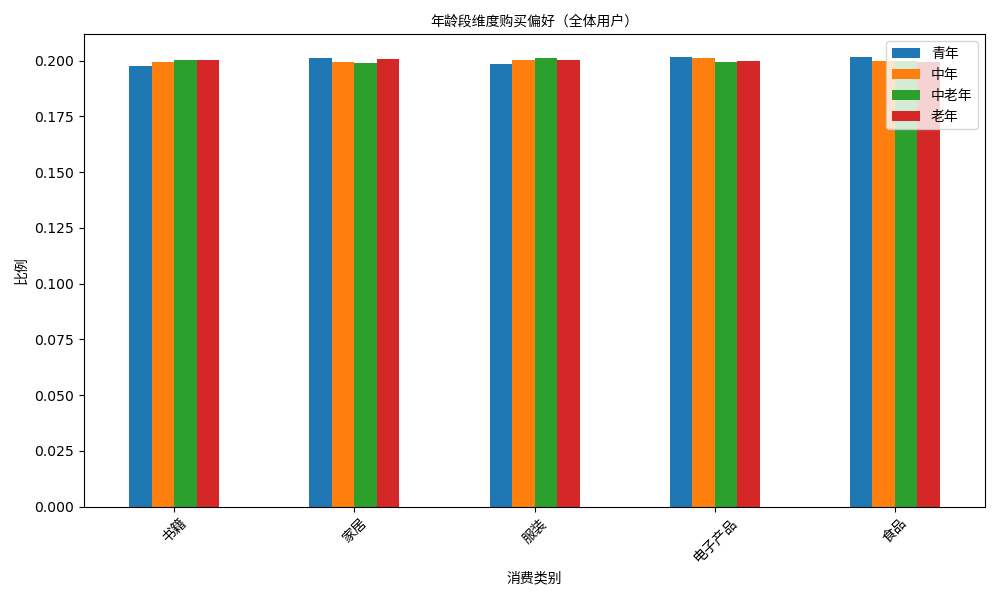 年龄段维度购买偏好（全体用户）
青年
中年
中老年
老年
比例
0.200
0.175
0.150
0.125
0.100
0.075
0.050
0.025
0.000
书籍
家居
服装
电子产品
食品
消费类别